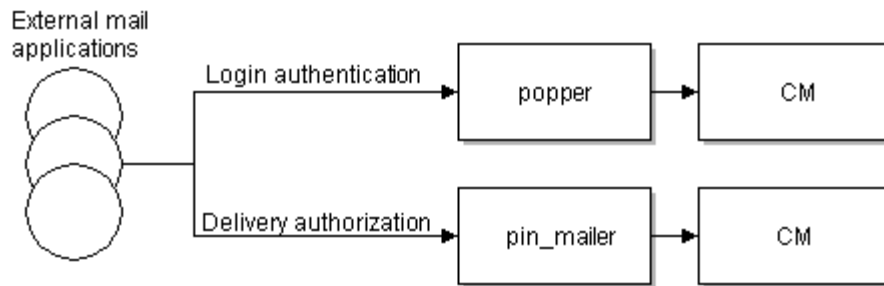 External mail
applications
Login authentication
popper
CM
Delivery authorization
pin_mailer
CM